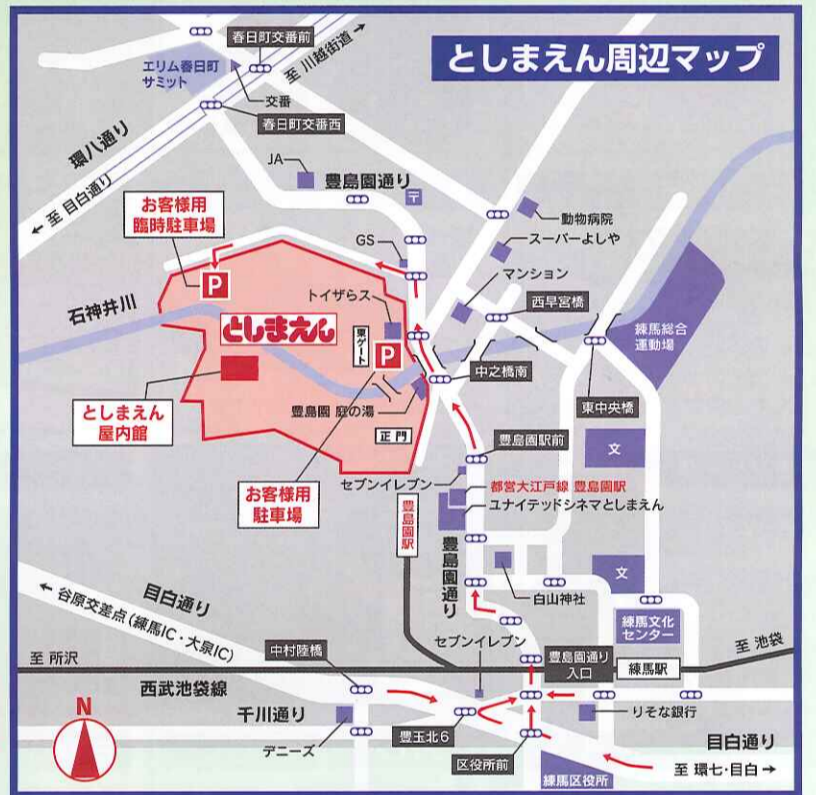 としまえん周辺マップ
春日町交番前
至 川越街道 →
エリム春日町
サミット
交番
春日町交番西
環八通り
← 至 目白通り
JA
豊島園通り
〒
お客様用
臨時駐車場
P
GS
動物病院
スーパーよしや
マンション
石神井川
トイザらス
としまえん
東ゲート
P
西早宮橋
練馬総合
運動場
中之橋南
東中央橋
としまえん
屋内館
豊島園 庭の湯
正門
豊島園駅前
文
セブンイレブン
お客様用
駐車場
都営大江戸線 豊島園駅
ユナイテッドシネマとしまえん
豊島園駅
豊島園通り
白山神社
文
目白通り
← 至 谷原交差点(練馬IC・大泉IC)
練馬文化
センター
セブンイレブン
豊島園通り
入口
練馬駅
至 池袋
至 所沢
中村陸橋
西武池袋線
N
千川通り
デニーズ
豊玉北6
りそな銀行
区役所前
目白通り
練馬区役所
至 環七・目白 →